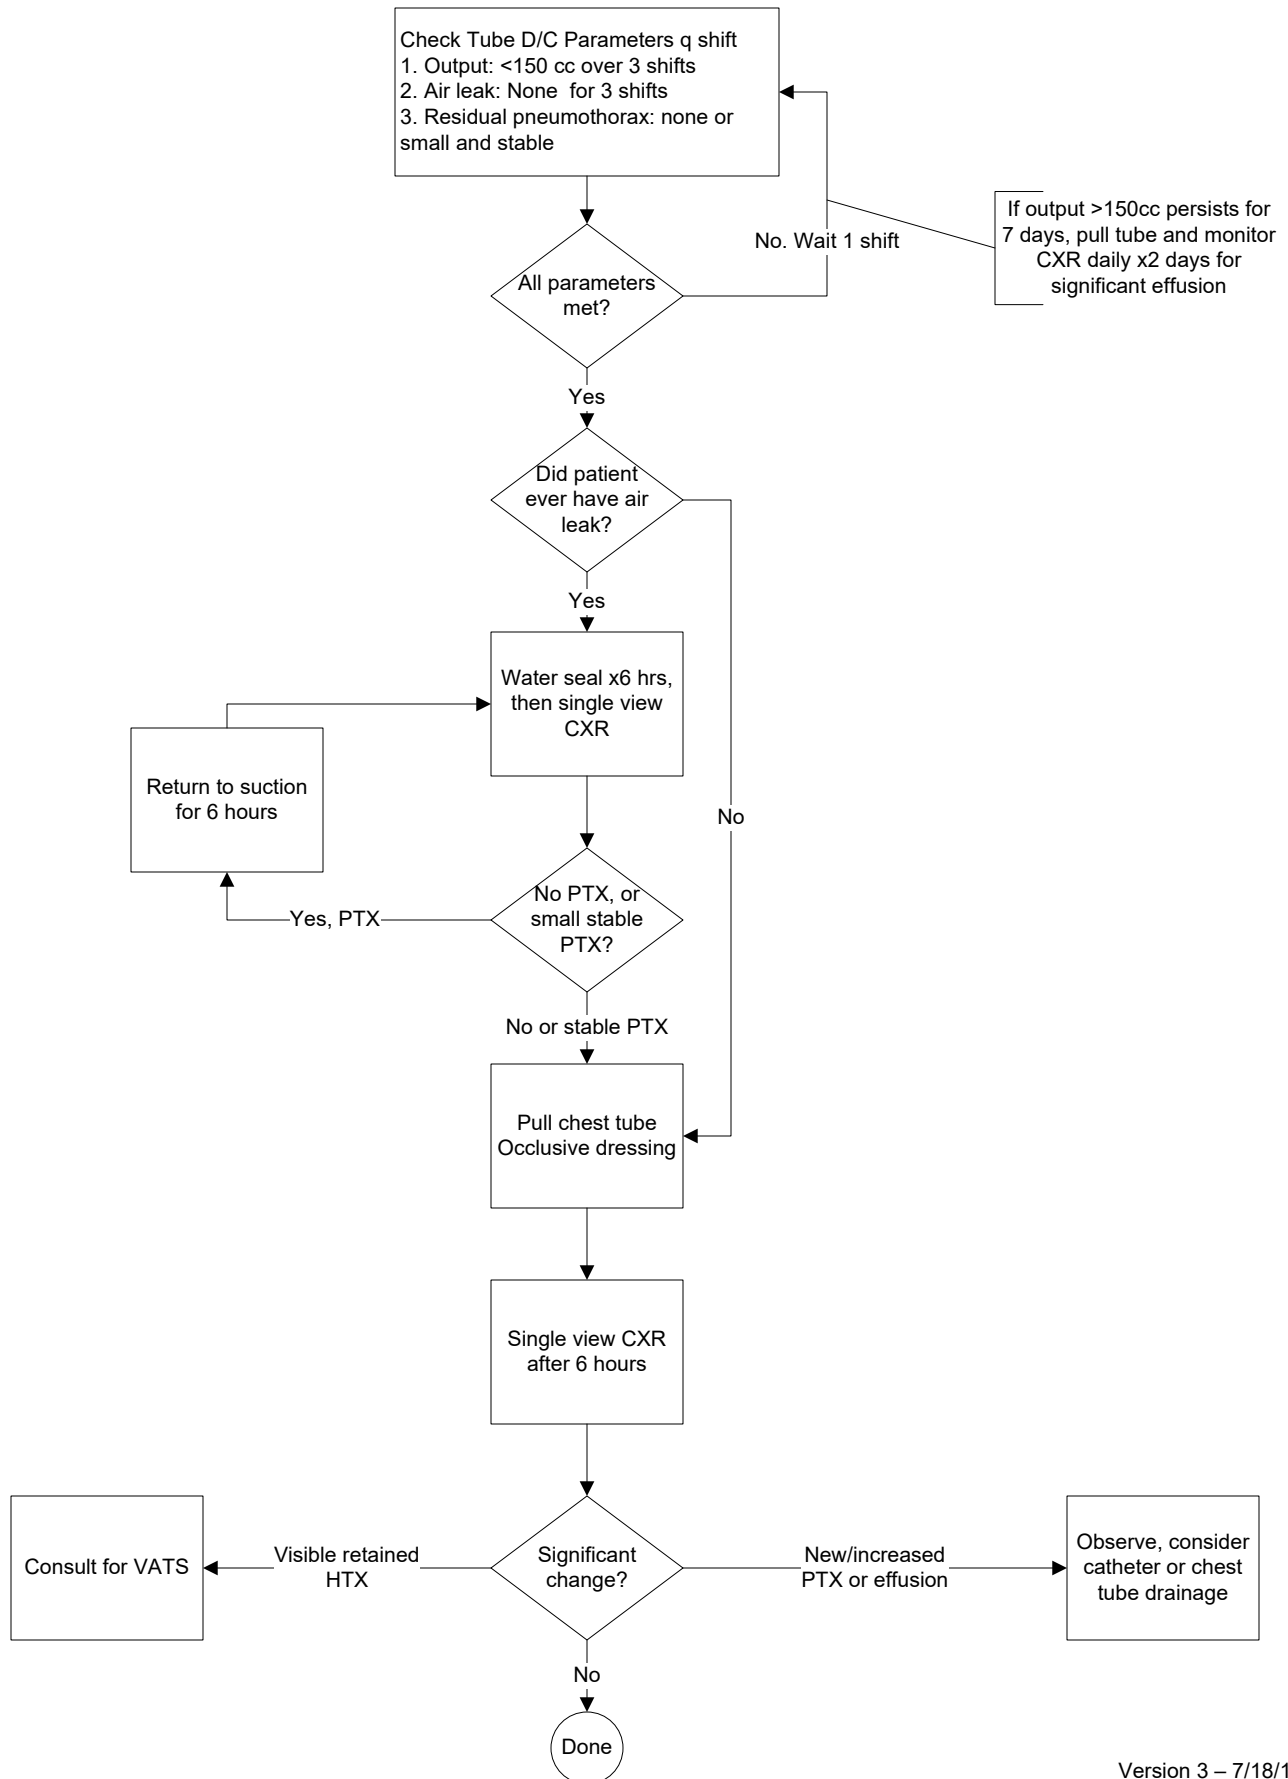 Check Tube D/C Parameters q shift
1. Output: <150 cc over 3 shifts
2. Air leak: None for 3 shifts
3. Residual pneumothorax: none or
small and stable
If output >150cc persists for
7 days, pull tube and monitor
CXR daily x2 days for
significant effusion
No. Wait 1 shift
All parameters
met?
Yes
Did patient
ever have air
leak?
Yes
Water seal x6 hrs,
then single view
CXR
Return to suction
for 6 hours
No
No PTX, or
small stable
PTX?
Yes, PTX
No or stable PTX
Pull chest tube
Occlusive dressing
Single view CXR
after 6 hours
Consult for VATS
Visible retained
HTX
Significant
change?
New/increased
PTX or effusion
Observe, consider
catheter or chest
tube drainage
No
Done
Version 3 – 7/18/1